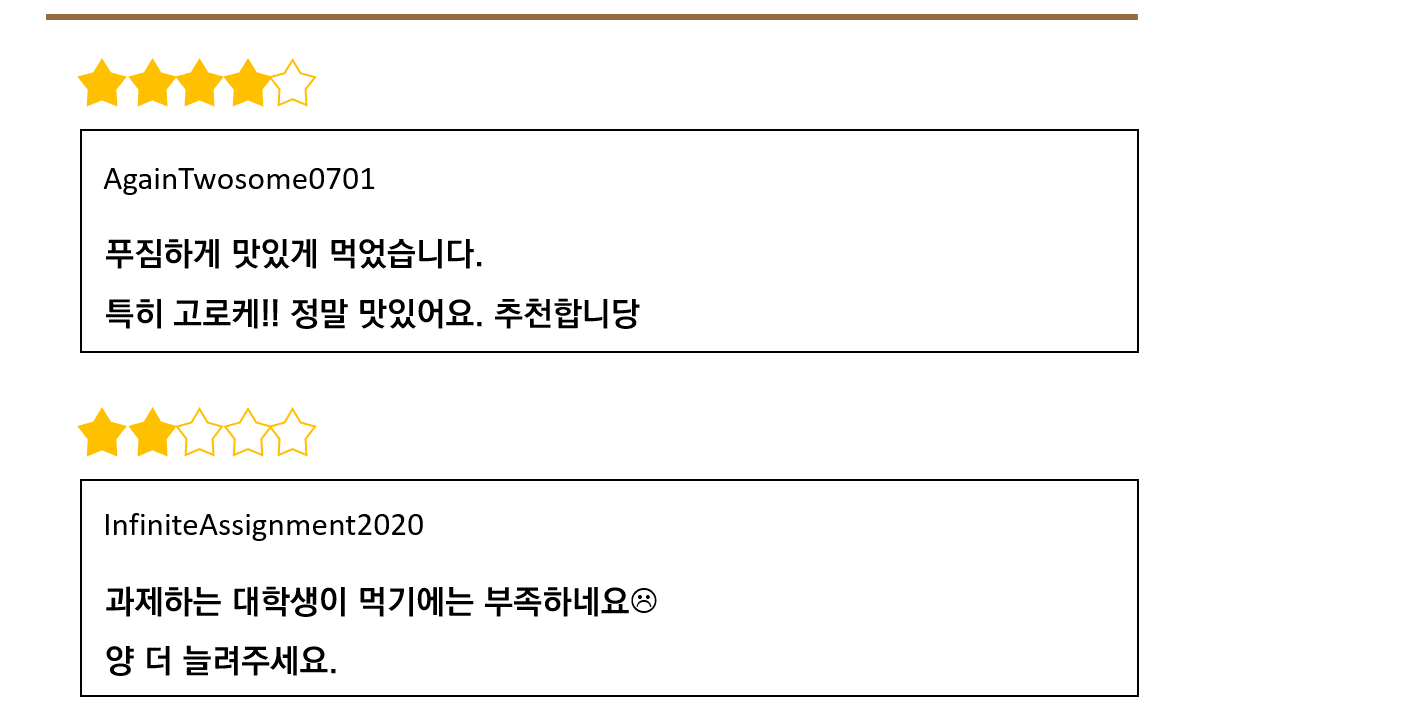 AgainTwosome0701
푸짐하게 맛있게 먹었습니다.
특히 고로케!! 정말 맛있어요. 추천합니당
InfiniteAssignment2020
과제하는 대학생이 먹기에는 부족하네요☹
양 더 늘려주세요.